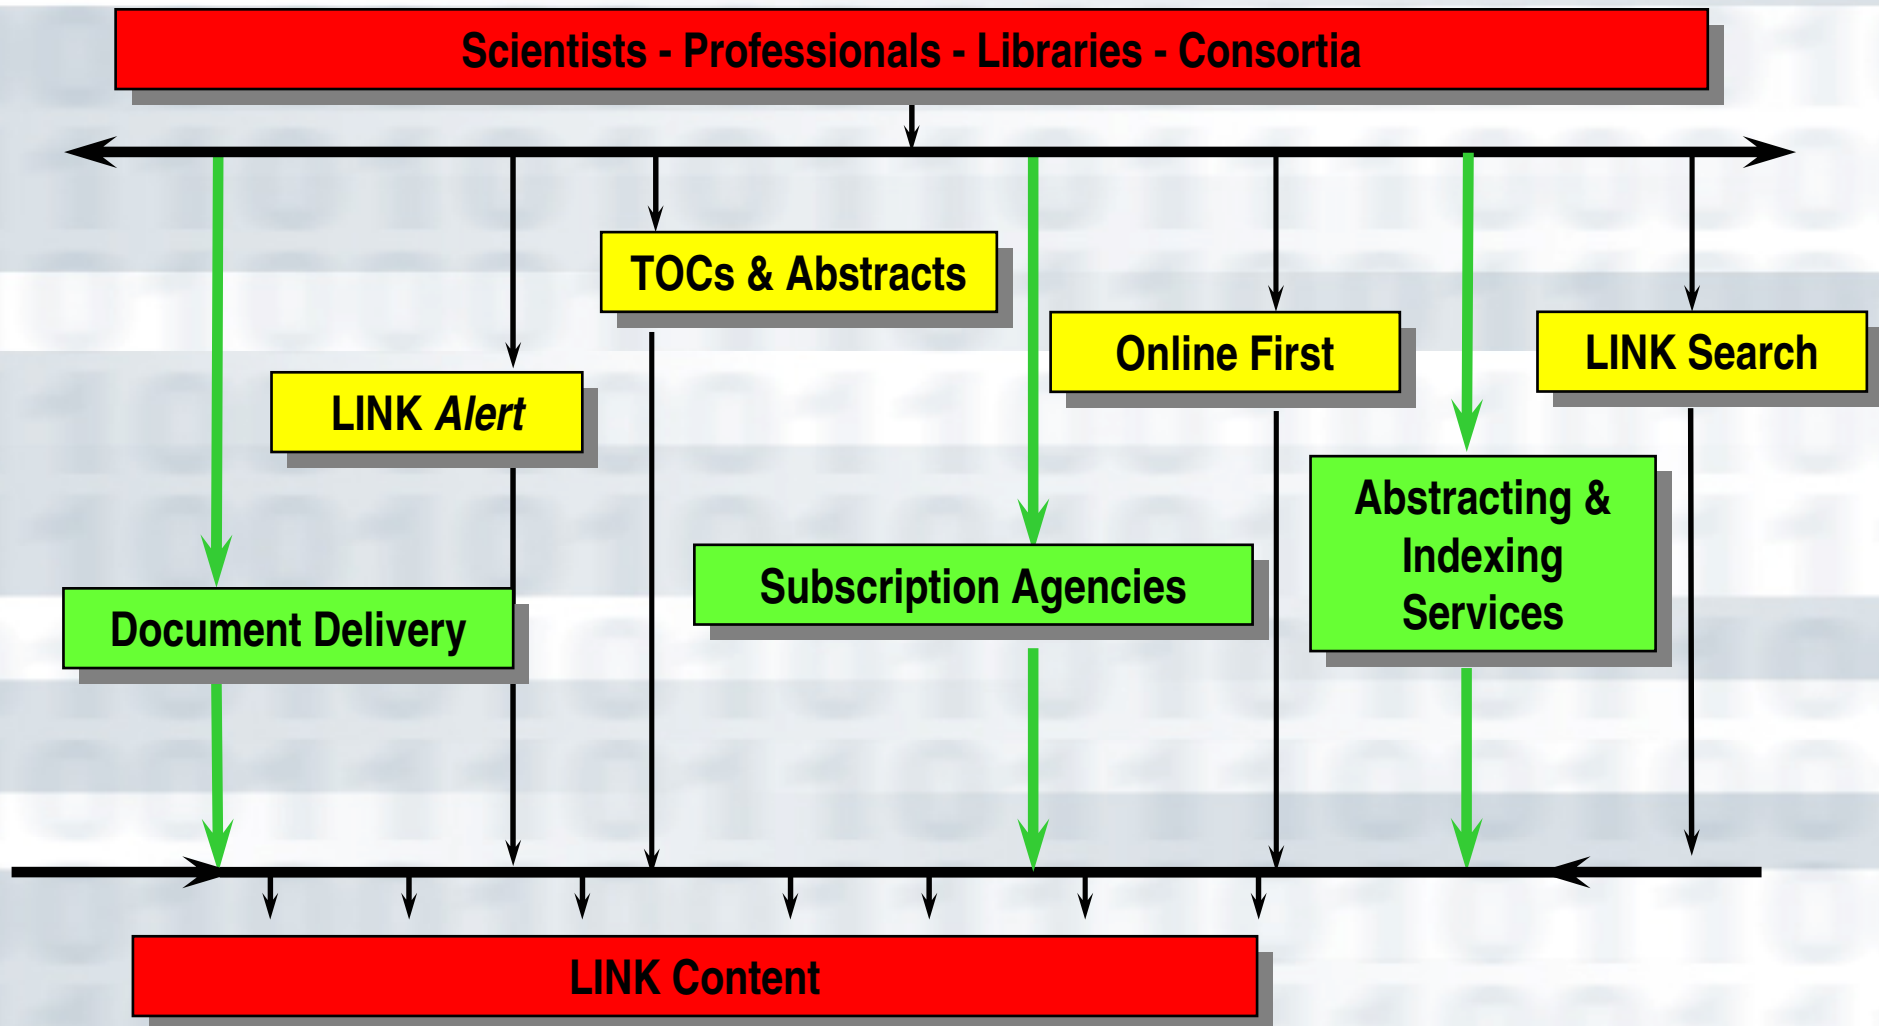 Scientists - Professionals - Libraries - Consortia
TOCs & Abstracts
Online First
LINK Search
LINK Alert
Abstracting &
Indexing
Services
Subscription Agencies
Document Delivery
LINK Content